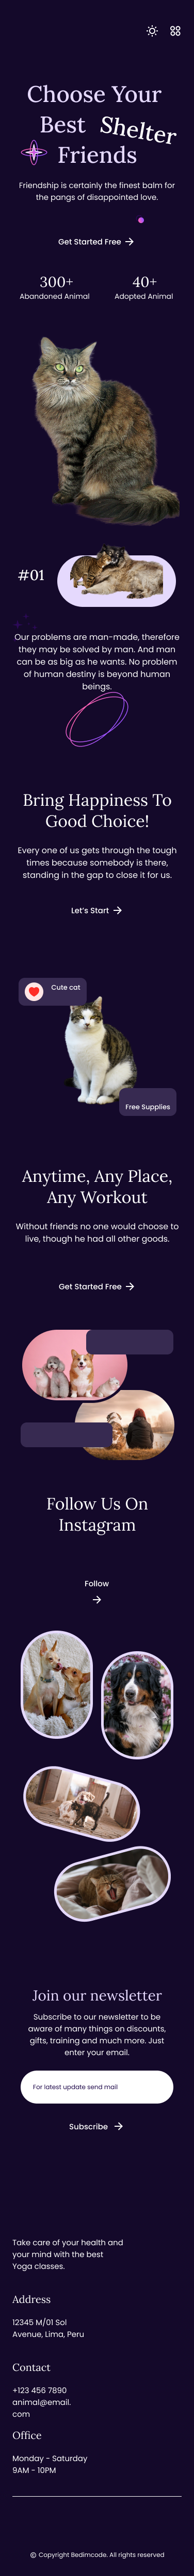 Choose Your
Best Shelter
Friends
Friendship is certainly the finest balm for
the pangs of disappointed love.
Get Started Free
300+
40+
Abandoned Animal
Adopted Animal
#01
Our problems are man-made, therefore
they may be solved by man. And man
can be as big as he wants. No problem
of human destiny is beyond human
beings.
Bring Happiness To
Good Choice!
Every one of us gets through the tough
times because somebody is there,
standing in the gap to close it for us.
Let's Start
Cute cat
Free Supplies
Anytime, Any Place,
Any Workout
Without friends no one would choose to
live, though he had all other goods.
Get Started Free
Follow Us On
Instagram
Follow
Join our newsletter
Subscribe to our newsletter to be
aware of many things on discounts,
gifts, training and much more. Just
enter your email.
For latest update send mail
Subscribe
Take care of your health and
your mind with the best
Yoga classes.
Address
12345 M/01 Sol
Avenue, Lima, Peru
Contact
+123 456 7890
animal@email.
com
Office
Monday - Saturday
9AM - 10PM
© Copyright Bedimcode. All rights reserved